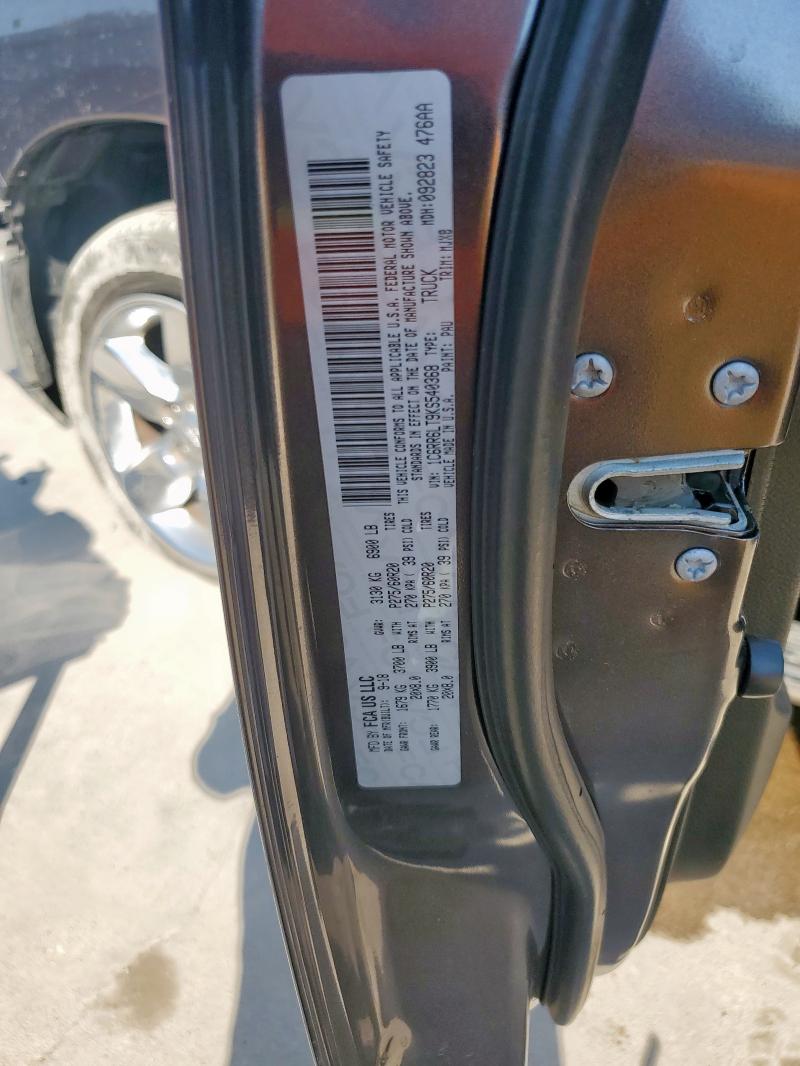 MFD BY FCA US LLC
DATE OF MFR(BUILT): 9-18 GVWR: 3130 KG 6900 LB
GAWR FRONT: 1679 KG 3700 LB WITH P275/60R20 TIRES
20X8.0 RIMS AT 270 KPA ( 39 PSI) COLD
GAWR REAR: 1770 KG 3900 LB WITH P275/60R20 TIRES
20X8.0 RIMS AT 270 KPA ( 39 PSI) COLD
THIS VEHICLE CONFORMS TO ALL APPLICABLE U.S.A. FEDERAL MOTOR VEHICLE SAFETY
STANDARDS IN EFFECT ON THE DATE OF MANUFACTURE SHOWN ABOVE.
VIN: 1C6RR6LT9KS540368 TYPE: TRUCK MDH:092823 476AA
VEHICLE MADE IN U.S.A. PAINT: PAU TRIM: MJX8